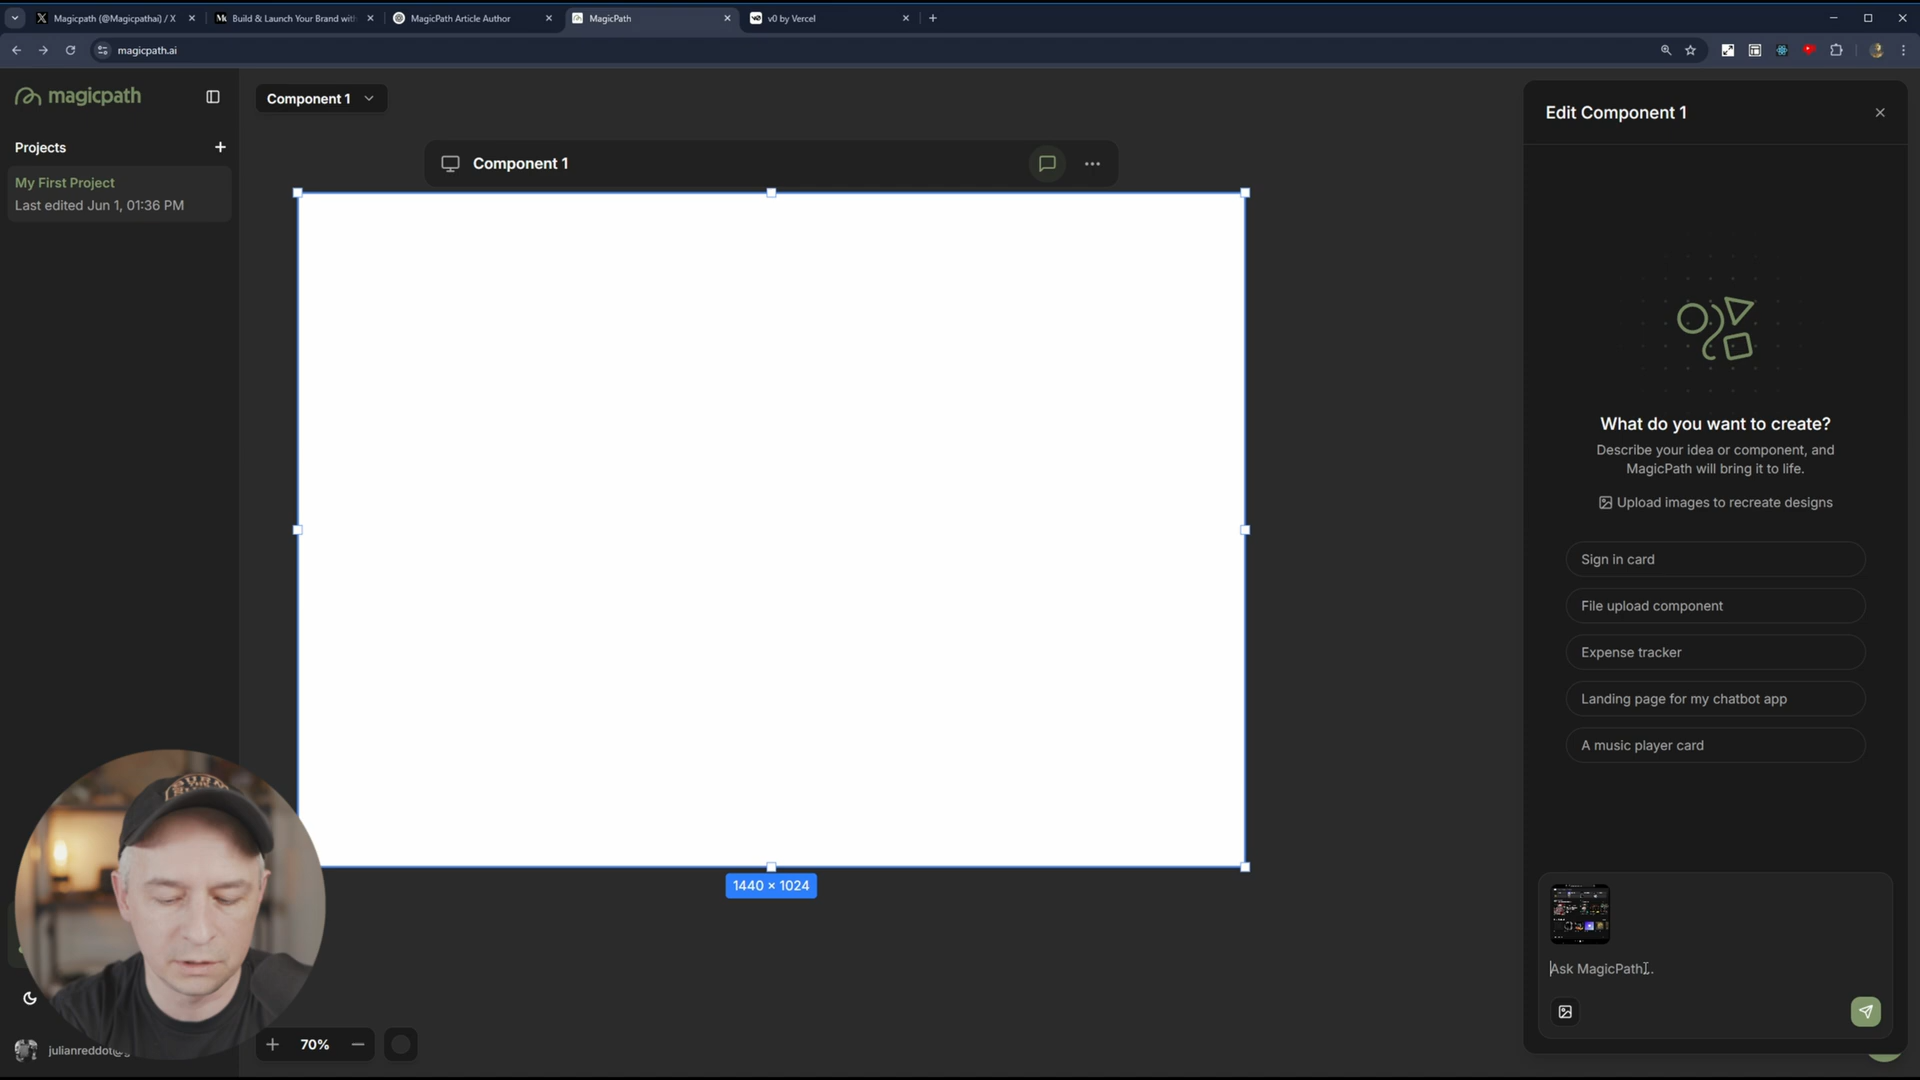 Magicpath (@Magicpathai) / X
Build & Launch Your Brand with
MagicPath Article Author
MagicPath
v0 by Vercel
magicpath.ai
magicpath
Projects
My First Project
Last edited Jun 1, 01:36 PM
Component 1
Component 1
1440 × 1024
70%
Edit Component 1
What do you want to create?
Describe your idea or component, and
MagicPath will bring it to life.
Upload images to recreate designs
Sign in card
File upload component
Expense tracker
Landing page for my chatbot app
A music player card
Ask MagicPath...